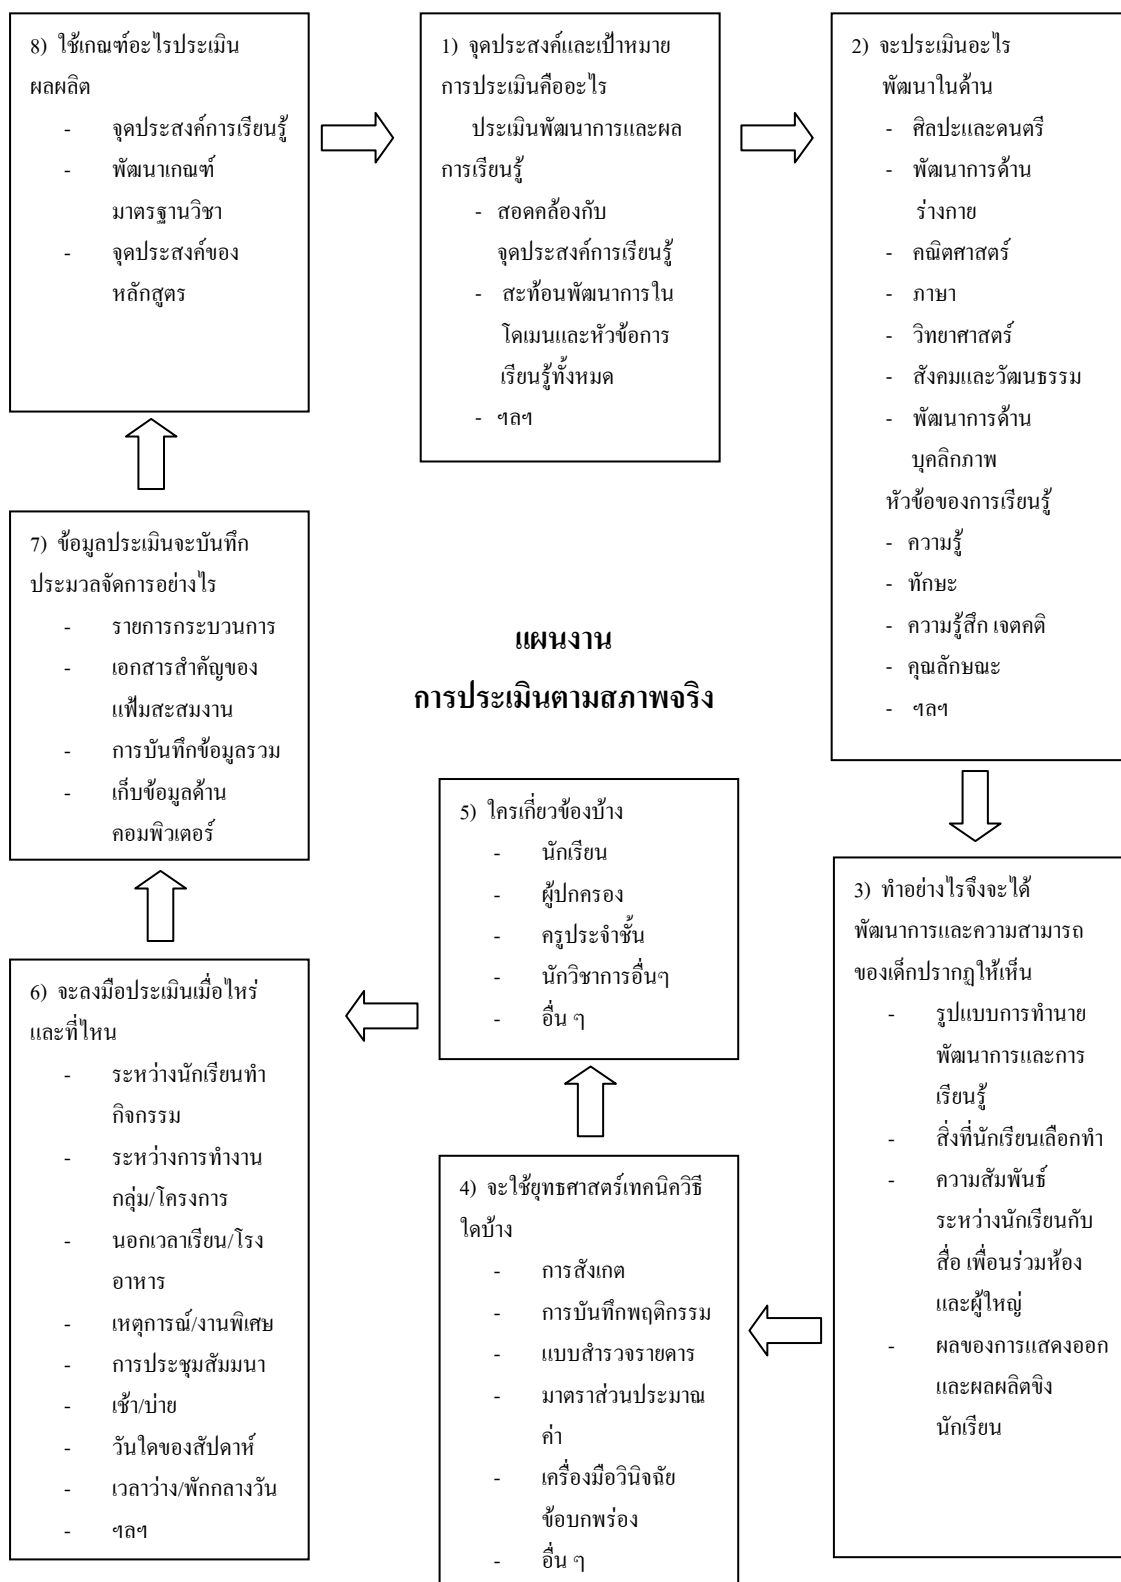 8) ใช้เกณฑ์อะไรประเมิน
ผลผลิต
- จุดประสงค์การเรียนรู้
- พัฒนาเกณฑ์
มาตรฐานวิชา
- จุดประสงค์ของ
หลักสูตร
1) จุดประสงค์และเป้าหมาย
การประเมินคืออะไร
ประเมินพัฒนาการและผล
การเรียนรู้
- สอดคล้องกับ
จุดประสงค์การเรียนรู้
- สะท้อนพัฒนาการใน
โดเมนและหัวข้อการ
เรียนรู้ทั้งหมด
- ฯลฯ
2) จะประเมินอะไร
พัฒนาในด้าน
- ศิลปะและดนตรี
- พัฒนาการด้าน
ร่างกาย
- คณิตศาสตร์
- ภาษา
- วิทยาศาสตร์
- สังคมและวัฒนธรรม
- พัฒนาการด้าน
บุคลิกภาพ
หัวข้อของการเรียนรู้
- ความรู้
- ทักษะ
- ความรู้สึก เจตคติ
- คุณลักษณะ
- ฯลฯ
7) ข้อมูลประเมินจะบันทึก
ประมวลจัดการอย่างไร
- รายการกระบวนการ
- เอกสารสำคัญของ
แฟ้มสะสมงาน
- การบันทึกข้อมูลรวม
- เก็บข้อมูลด้าน
คอมพิวเตอร์
แผนงาน
การประเมินตามสภาพจริง
5) ใครเกี่ยวข้องบ้าง
- นักเรียน
- ผู้ปกครอง
- ครูประจำชั้น
- นักวิชาการอื่นๆ
- อื่น ๆ
3) ทำอย่างไรจึงจะได้
พัฒนาการและความสามารถ
ของเด็กปรากฏให้เห็น
- รูปแบบการทำนาย
พัฒนาการและการ
เรียนรู้
- สิ่งที่นักเรียนเลือกทำ
- ความสัมพันธ์
ระหว่างนักเรียนกับ
สื่อ เพื่อนร่วมห้อง
และผู้ใหญ่
- ผลของการแสดงออก
และผลผลิตขิง
นักเรียน
6) จะลงมือประเมินเมื่อไหร่
และที่ไหน
- ระหว่างนักเรียนทำ
กิจกรรม
- ระหว่างการทำงาน
กลุ่ม/โครงการ
- นอกเวลาเรียน/โรง
อาหาร
- เหตุการณ์/งานพิเศษ
- การประชุมสัมมนา
- เช้า/บ่าย
- วันใดของสัปดาห์
- เวลาว่าง/พักกลางวัน
- ฯลฯ
4) จะใช้ยุทธศาสตร์เทคนิควิธี
ใดบ้าง
- การสังเกต
- การบันทึกพฤติกรรม
- แบบสำรวจรายดาร
- มาตราส่วนประมาณ
ค่า
- เครื่องมือวินิจฉัย
ข้อบกพร่อง
- อื่น ๆ